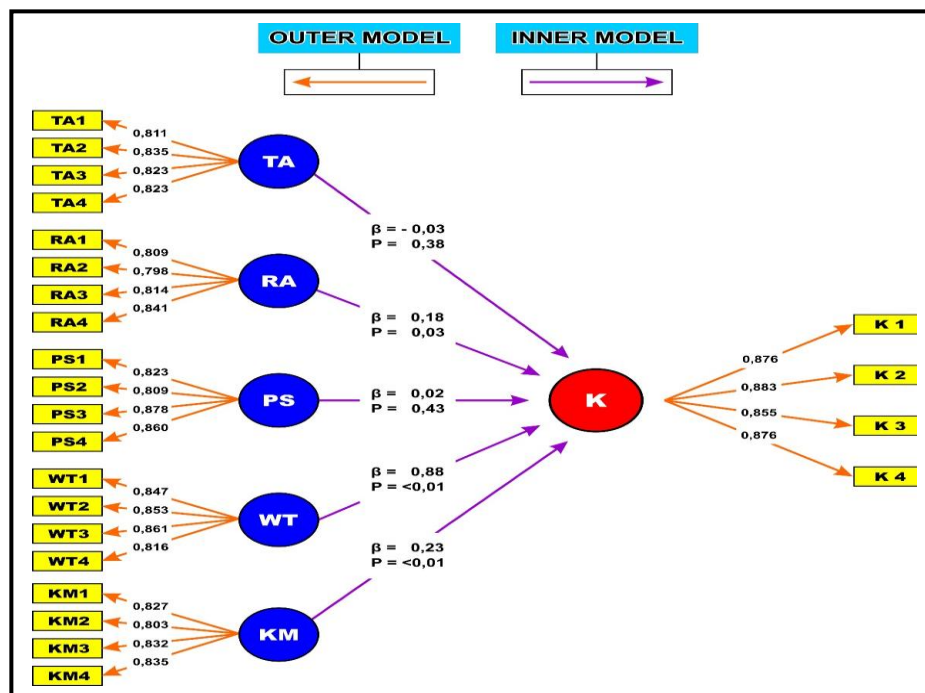 OUTER MODEL
INNER MODEL
TA1
TA2
TA3
TA4
0,811
0,835
0,823
0,823
TA
β = - 0,03
P = 0,38
RA1
RA2
RA3
RA4
0,809
0,798
0,814
0,841
RA
β = 0,18
P = 0,03
PS1
PS2
PS3
PS4
0,823
0,809
0,878
0,860
PS
β = 0,02
P = 0,43
WT1
WT2
WT3
WT4
0,847
0,853
0,861
0,816
WT
β = 0,88
P = <0,01
KM1
KM2
KM3
KM4
0,827
0,803
0,832
0,835
KM
β = 0,23
P = <0,01
K
0,876
0,883
0,855
0,876
K 1
K 2
K 3
K 4